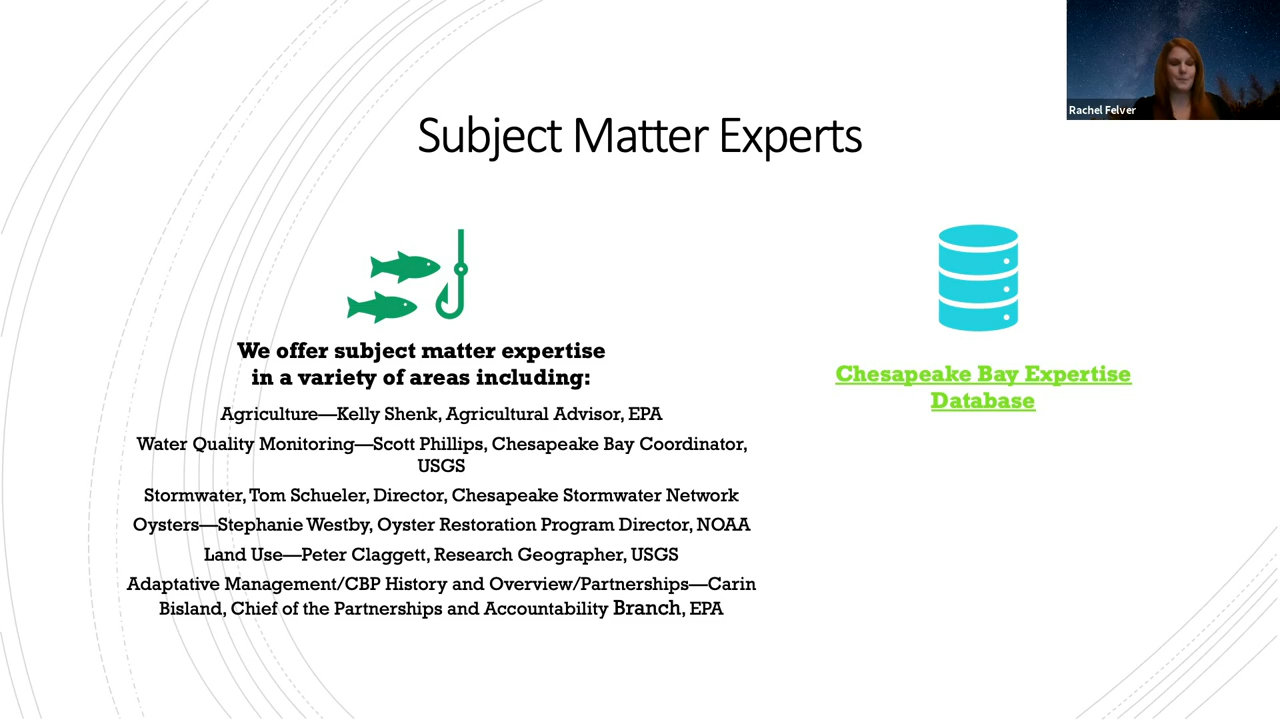 Rachel Felver
Subject Matter Experts
We offer subject matter expertise
in a variety of areas including:
Agriculture—Kelly Shenk, Agricultural Advisor, EPA
Water Quality Monitoring—Scott Phillips, Chesapeake Bay Coordinator,
USGS
Stormwater, Tom Schueler, Director, Chesapeake Stormwater Network
Oysters—Stephanie Westby, Oyster Restoration Program Director, NOAA
Land Use—Peter Claggett, Research Geographer, USGS
Adaptative Management/CBP History and Overview/Partnerships—Carin
Bisland, Chief of the Partnerships and Accountability Branch, EPA
Chesapeake Bay Expertise
Database